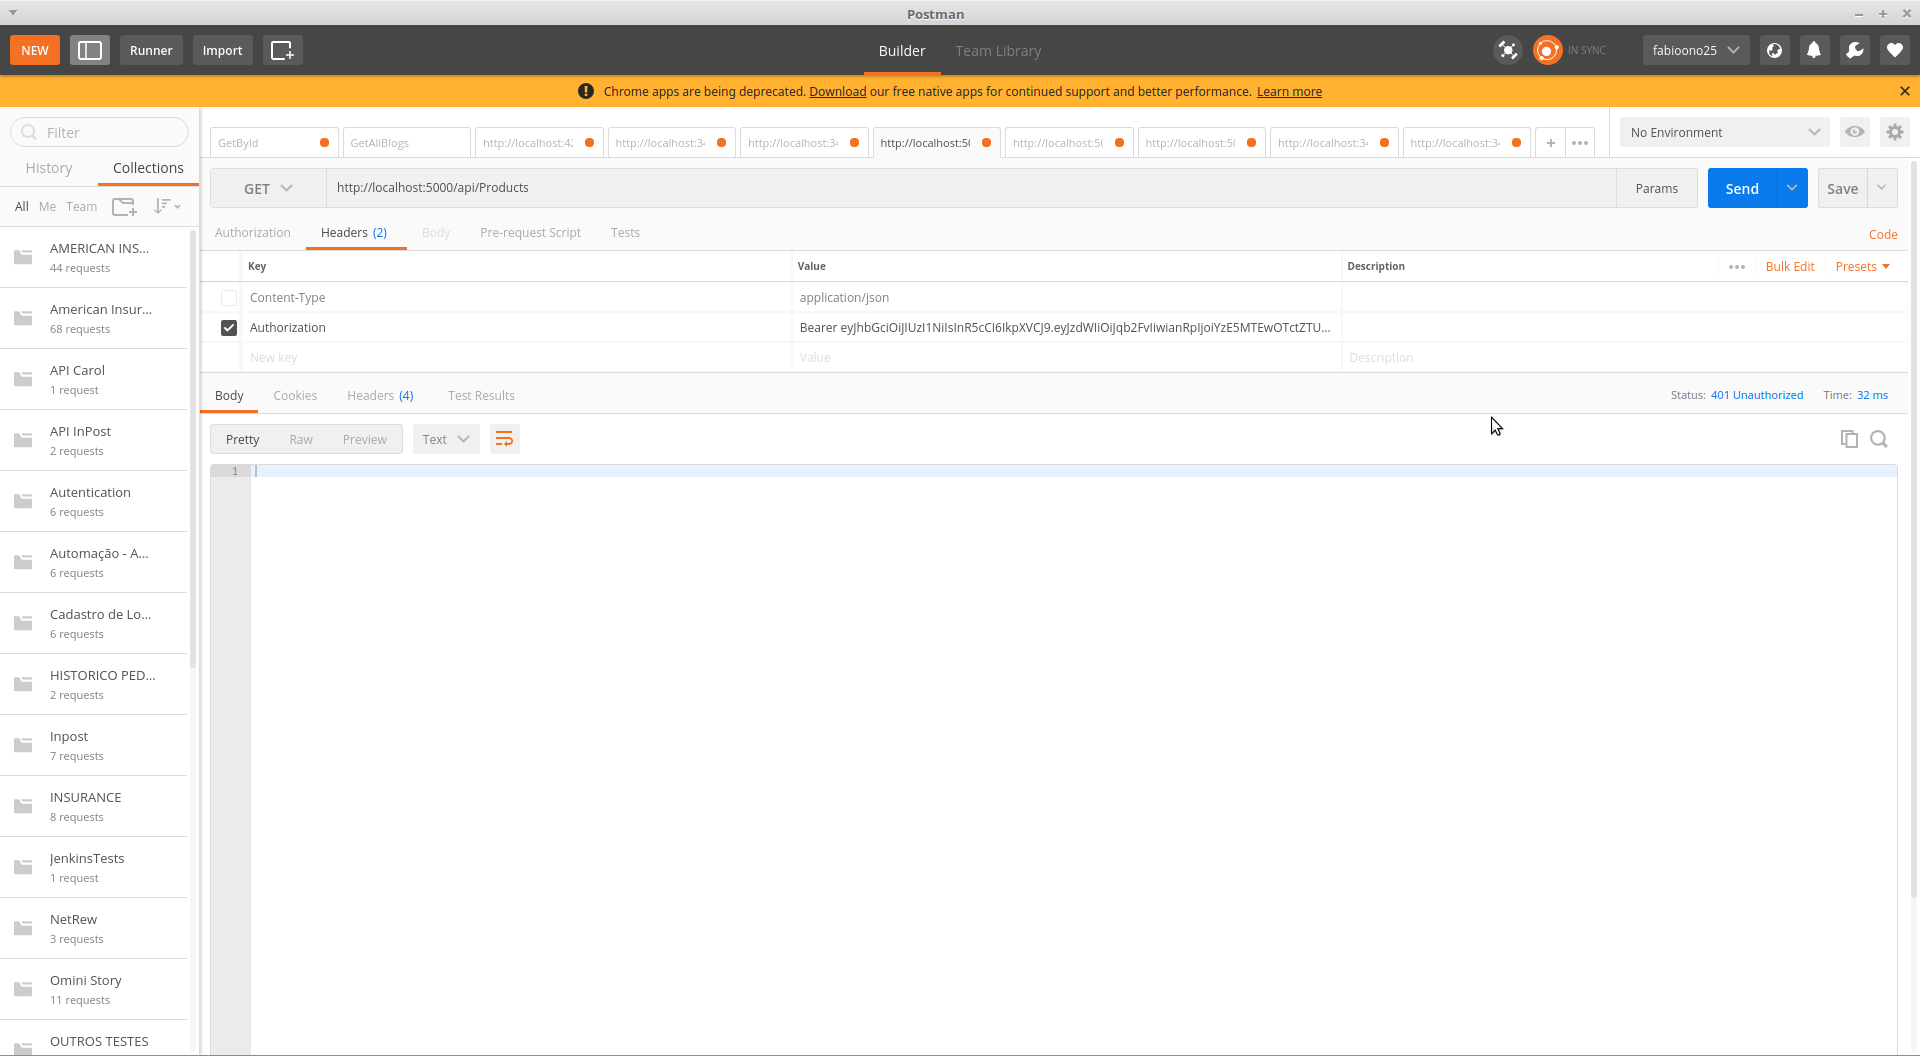 Postman
NEW
Runner
Import
Builder
Team Library
IN SYNC
fabioono25
Chrome apps are being deprecated. Download our free native apps for continued support and better performance. Learn more
Filter
History
Collections
All
Me
Team
AMERICAN INS...
44 requests
American Insur...
68 requests
API Carol
1 request
API InPost
2 requests
Autentication
6 requests
Automação - A...
6 requests
Cadastro de Lo...
6 requests
HISTORICO PED...
2 requests
Inpost
7 requests
INSURANCE
8 requests
JenkinsTests
1 request
NetRew
3 requests
Omini Story
11 requests
OUTROS TESTES
GetById
GetAllBlogs
http://localhost:42
http://localhost:34
http://localhost:34
http://localhost:50
http://localhost:50
http://localhost:50
http://localhost:34
http://localhost:34
No Environment
GET
http://localhost:5000/api/Products
Params
Send
Save
Authorization
Headers (2)
Body
Pre-request Script
Tests
Code
Key
Value
Description
Bulk Edit
Presets
Content-Type
application/json
Authorization
Bearer eyJhbGciOiJIUzI1NiIsInR5cCI6IkpXVCJ9.eyJzdWIiOiJqb2FvIiwianRpIjoiYzE5MTEwOTctZTU...
New key
Value
Description
Body
Cookies
Headers (4)
Test Results
Status: 401 Unauthorized
Time: 32 ms
Pretty
Raw
Preview
Text
1